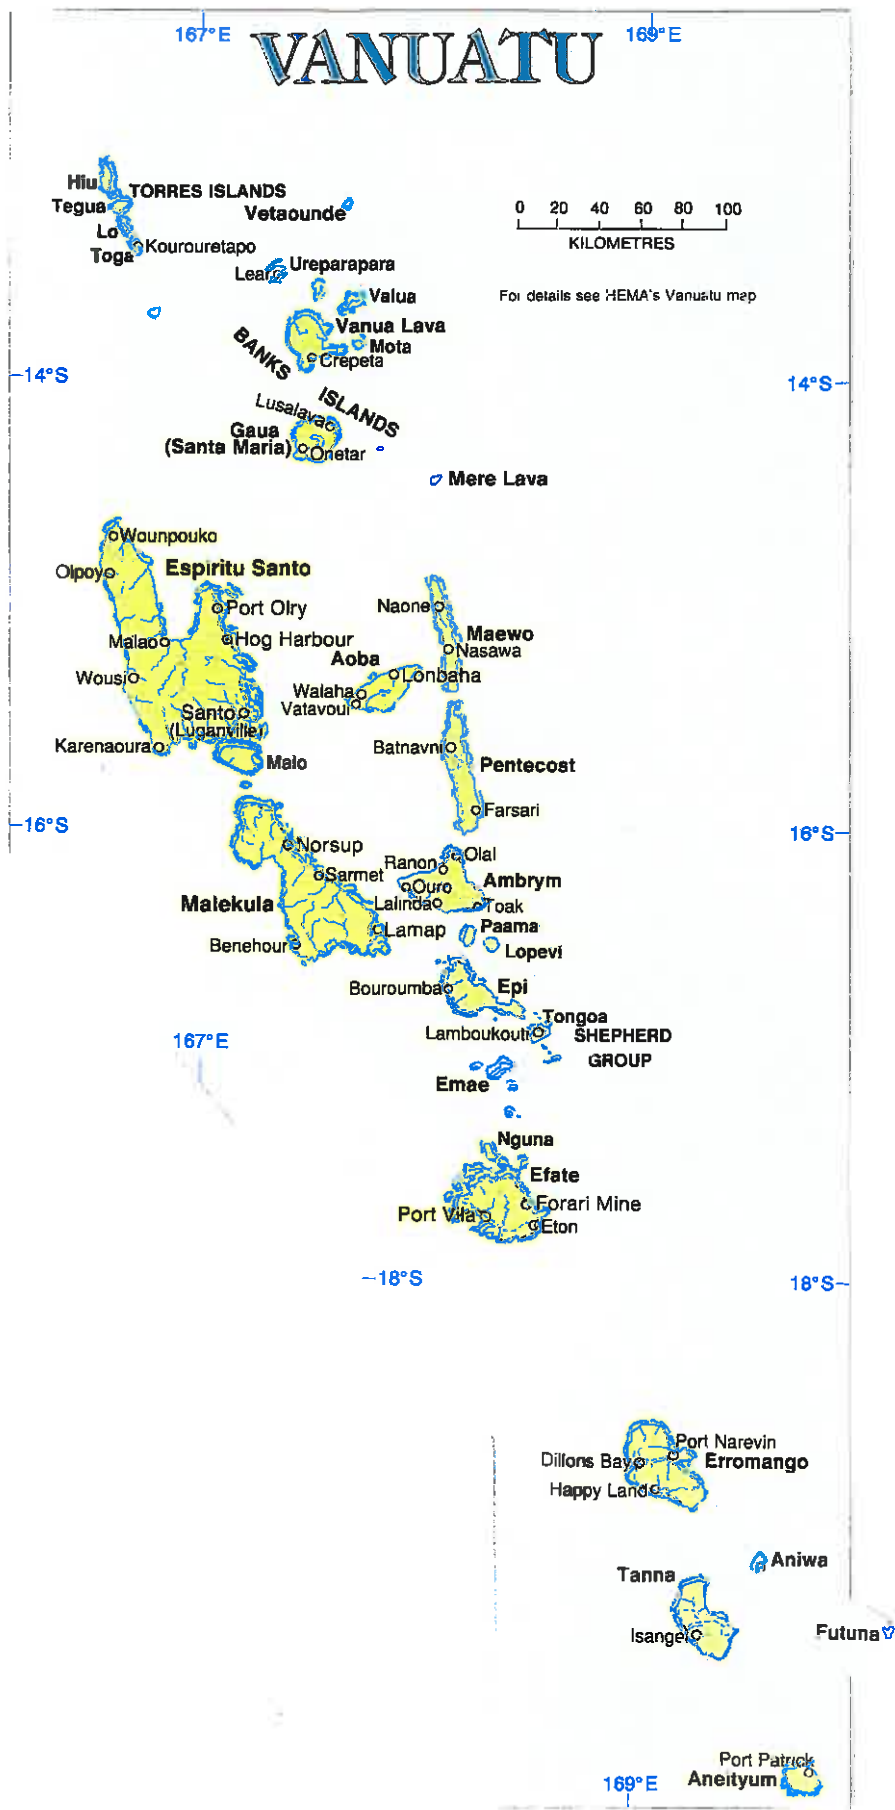 167°E
169°E
VANUATU
Hiu
TORRES ISLANDS
Tegua
Vetaounde
Lo
Toga
Kourouretapo
0 20 40 60 80 100
KILOMETRES
Lear
Ureparapara
Valua
For details see HEMA's Vanuatu map
Vanua Lava
Mota
BANKS
Crepeta
14°S
14°S
ISLANDS
Lusalava
Gaua
(Santa Maria)
Onetar
Mere Lava
Wounpouko
Olpoy
Espiritu Santo
Port Olry
Naone
Malao
Hog Harbour
Maewo
Nasawa
Aoba
Wousi
Lonbaha
Walaha
Vatavoui
Santo
(Luganville)
Karenaoura
Batnavni
Malo
Pentecost
Farsari
16°S
16°S
Norsup
Olal
Ranon
Sarmet
Ouro
Ambrym
Malekula
Lalinda
Toak
Lamap
Paama
Benehour
Lopevi
Bouroumba
Epi
Tongoa
Lamboukouti
SHEPHERD
GROUP
167°E
Emae
Nguna
Efate
Forari Mine
Port Vila
Eton
18°S
18°S
Port Narevin
Dillons Bay
Erromango
Happy Land
Aniwa
Tanna
Isangel
Futuna
Port Patrick
Aneityum
169°E